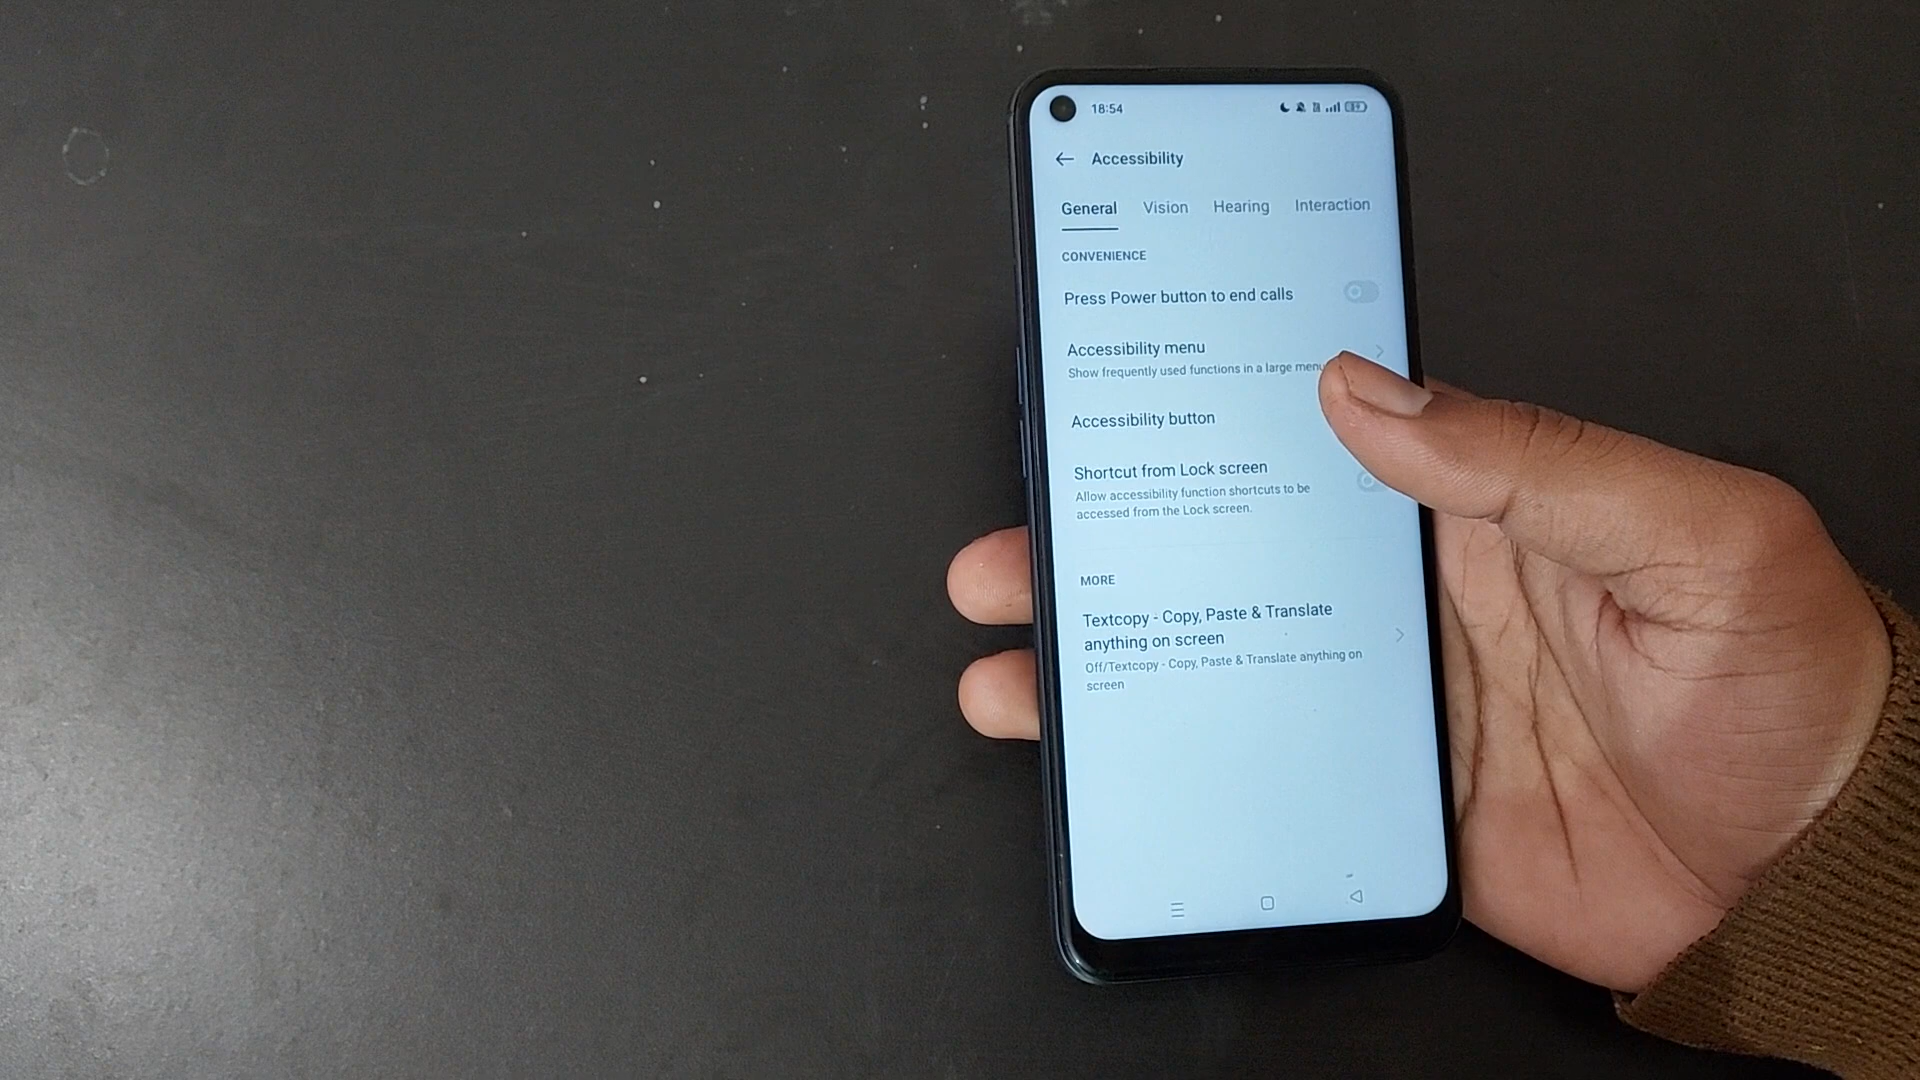 18:54
Accessibility
General Vision Hearing Interaction
CONVENIENCE
Press Power button to end calls
Accessibility menu
Show frequently used functions in a large menu
Accessibility button
Shortcut from Lock screen
Allow accessibility function shortcuts to be
accessed from the Lock screen.
MORE
Textcopy - Copy, Paste & Translate
anything on screen
Off/Textcopy - Copy, Paste & Translate anything on
screen